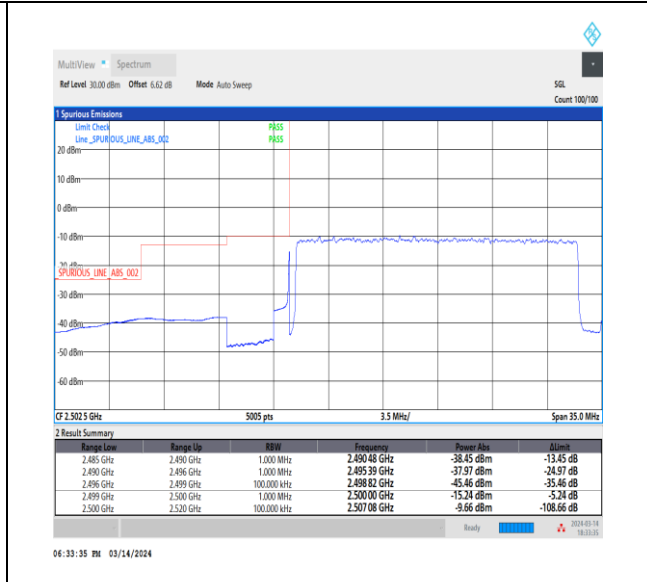 MultiView Spectrum
Ref Level 30.00 dBm Offset 6.62 dB Mode Auto Sweep SGL
Count 100/100
1 Spurious Emissions
Limit Check PASS
Line _SPURIOUS_LINE_ABS_002 PASS
20 dBm
10 dBm
0 dBm
-10 dBm
-20 dBm
_SPURIOUS_LINE_ABS_002
-30 dBm
-40 dBm
-50 dBm
-60 dBm
CF 2.5025 GHz 5005 pts 3.5 MHz/ Span 35.0 MHz
2 Result Summary
Range Low Range Up RBW Frequency Power Abs ΔLimit
2.485 GHz 2.490 GHz 1.000 MHz 2.49048 GHz -38.45 dBm -13.45 dB
2.490 GHz 2.496 GHz 1.000 MHz 2.49539 GHz -37.97 dBm -24.97 dB
2.496 GHz 2.499 GHz 100.000 kHz 2.49882 GHz -45.46 dBm -35.46 dB
2.499 GHz 2.500 GHz 1.000 MHz 2.50000 GHz -15.24 dBm -5.24 dB
2.500 GHz 2.520 GHz 100.000 kHz 2.50708 GHz -9.66 dBm -108.66 dB
Ready 2024-03-14
18:33:35
06:33:35 PM 03/14/2024